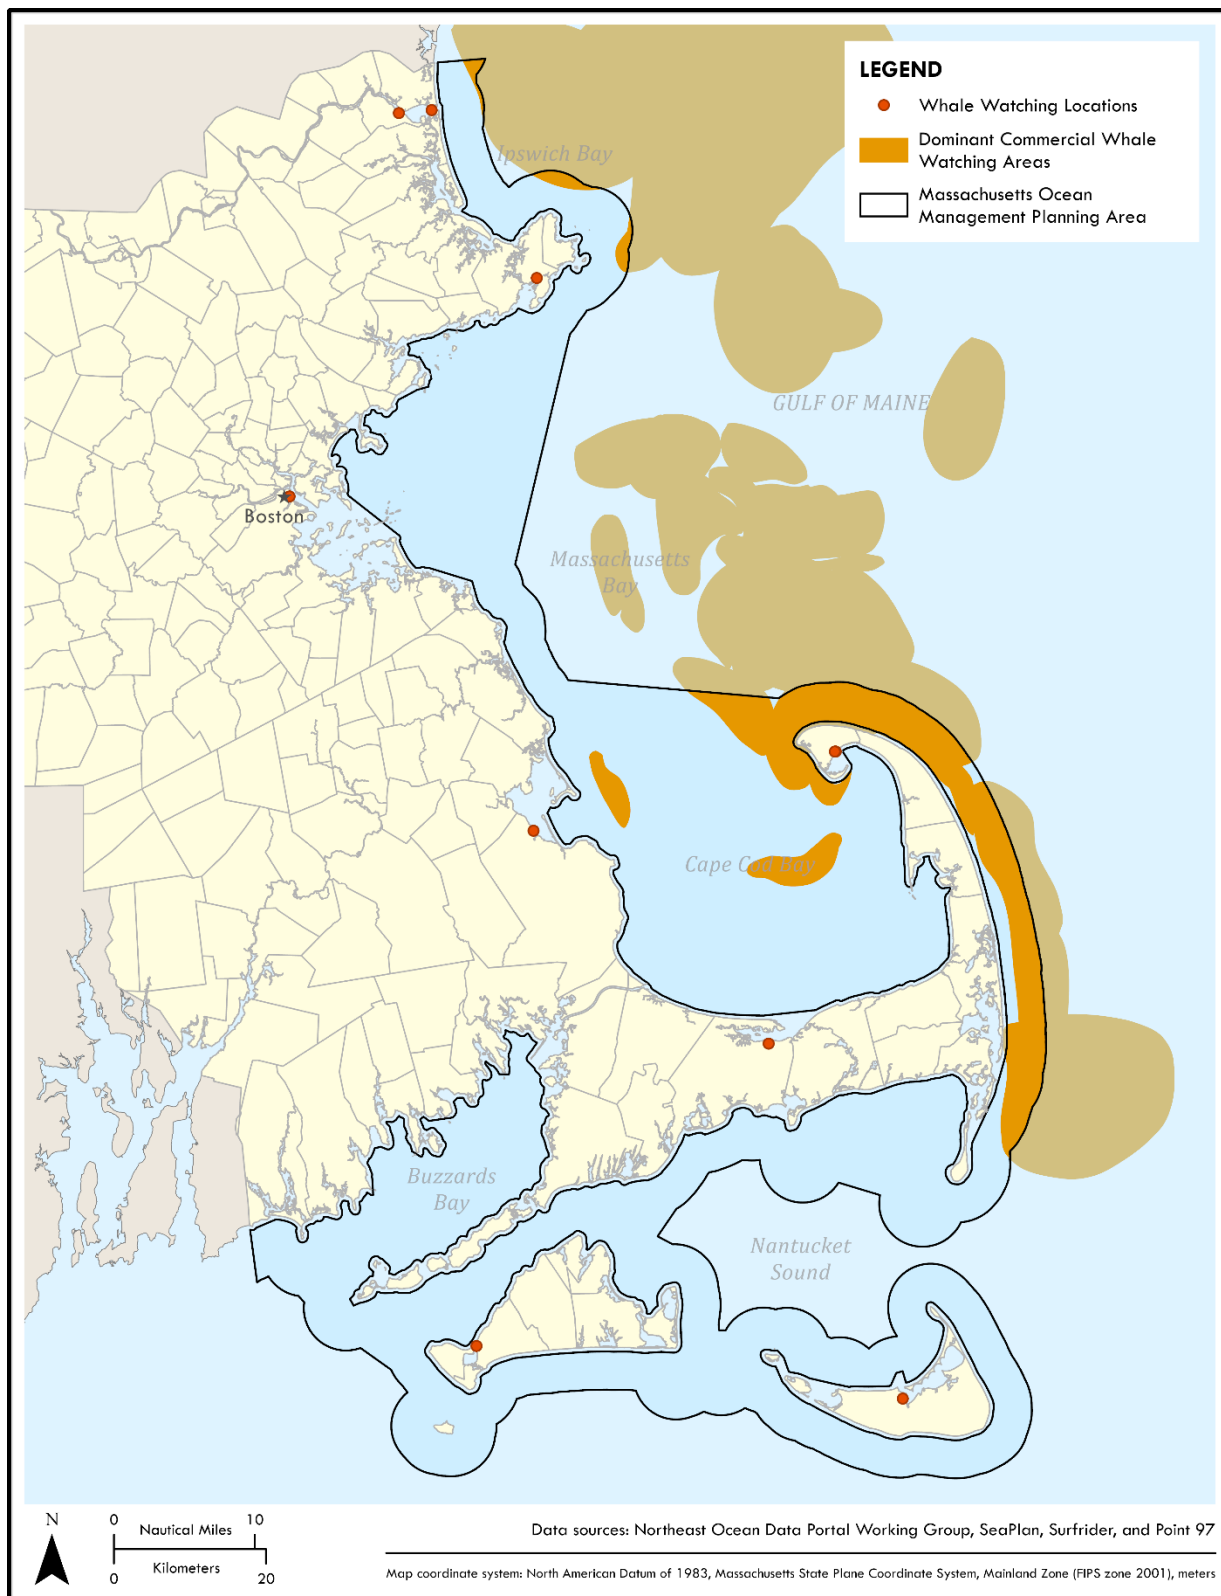 LEGEND
Whale Watching Locations
Dominant Commercial Whale
Watching Areas
Massachusetts Ocean
Management Planning Area
Ipswich Bay
GULF OF MAINE
Boston
Massachusetts
Bay
Cape Cod Bay
Buzzards
Bay
Nantucket
Sound
N
0 10
Nautical Miles
Kilometers
0 20
Data sources: Northeast Ocean Data Portal Working Group, SeaPlan, Surfrider, and Point 97
Map coordinate system: North American Datum of 1983, Massachusetts State Plane Coordinate System, Mainland Zone (FIPS zone 2001), meters